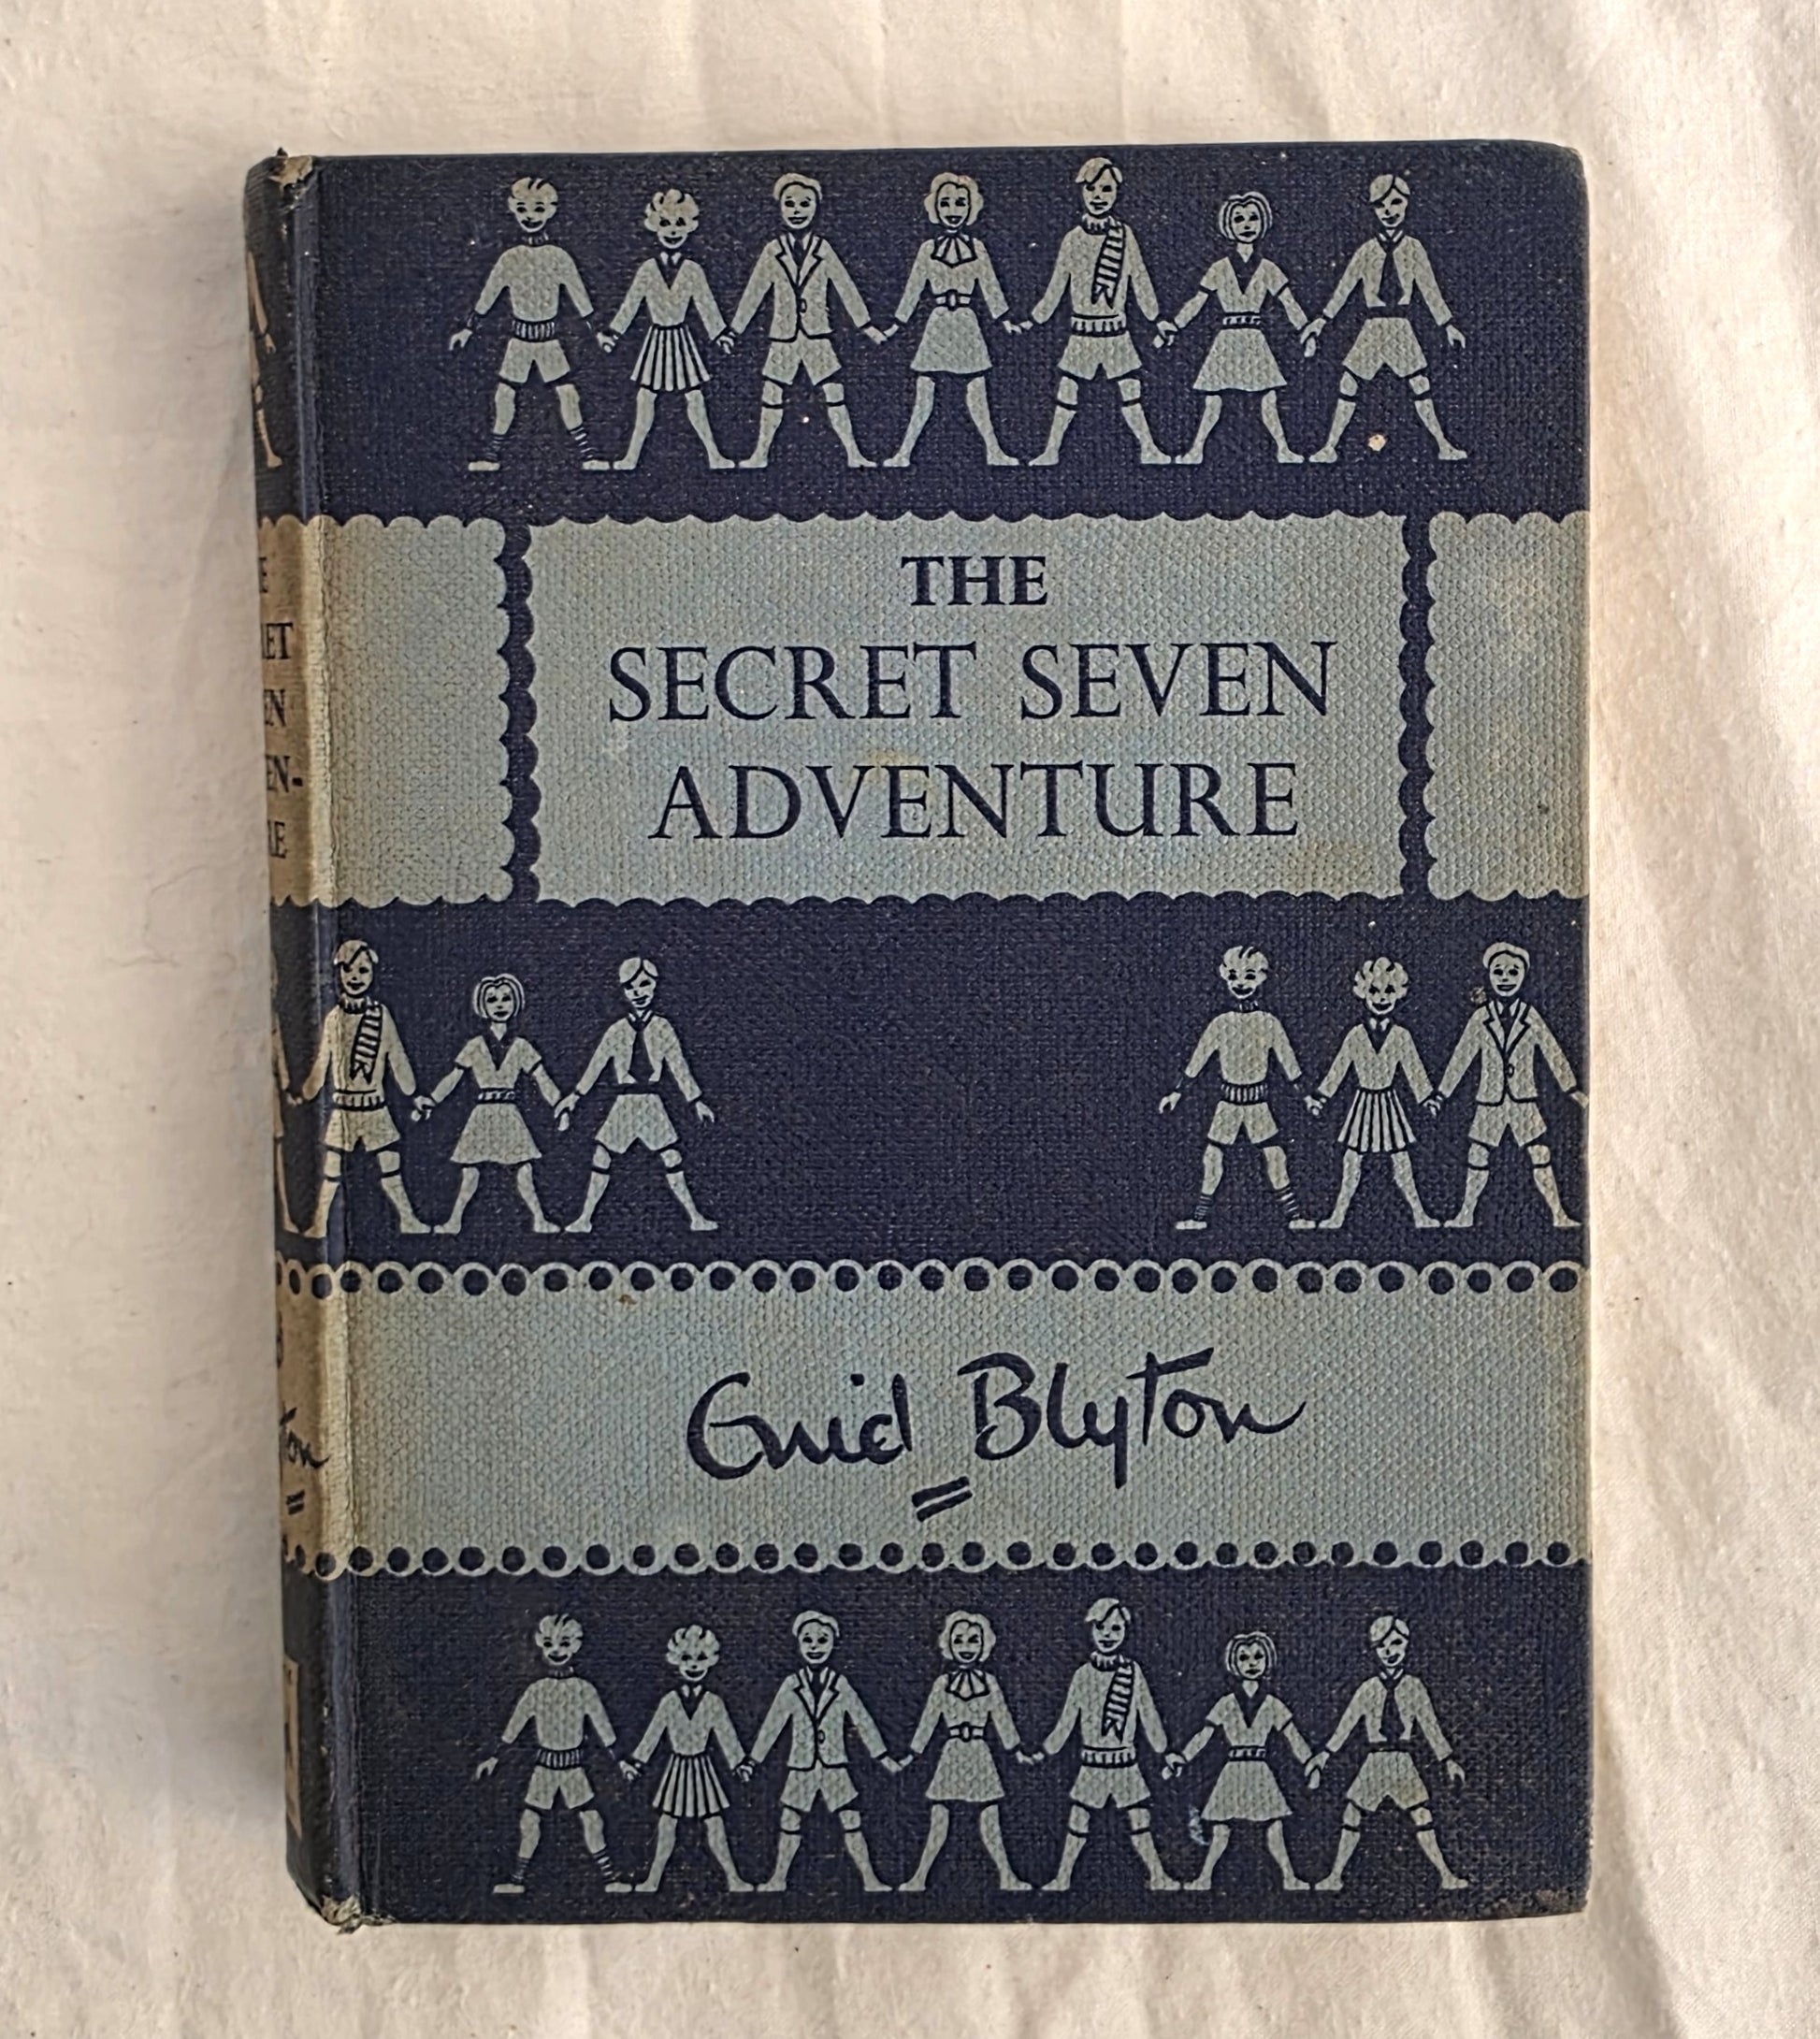 THE
SECRET SEVEN
ADVENTURE
Enid Blyton